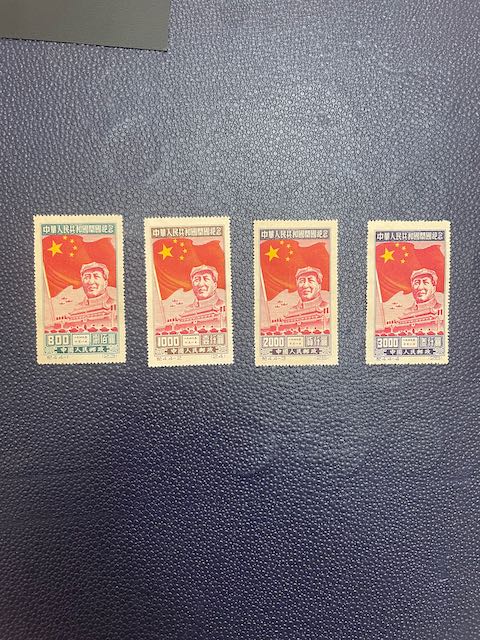 中華人民共和國開國紀念
800 捌佰圓
中國人民郵政
中華人民共和國開國紀念
1000 壹仟圓
中國人民郵政
中華人民共和國開國紀念
2000 貳仟圓
中國人民郵政
中華人民共和國開國紀念
3000 叁仟圓
中國人民郵政